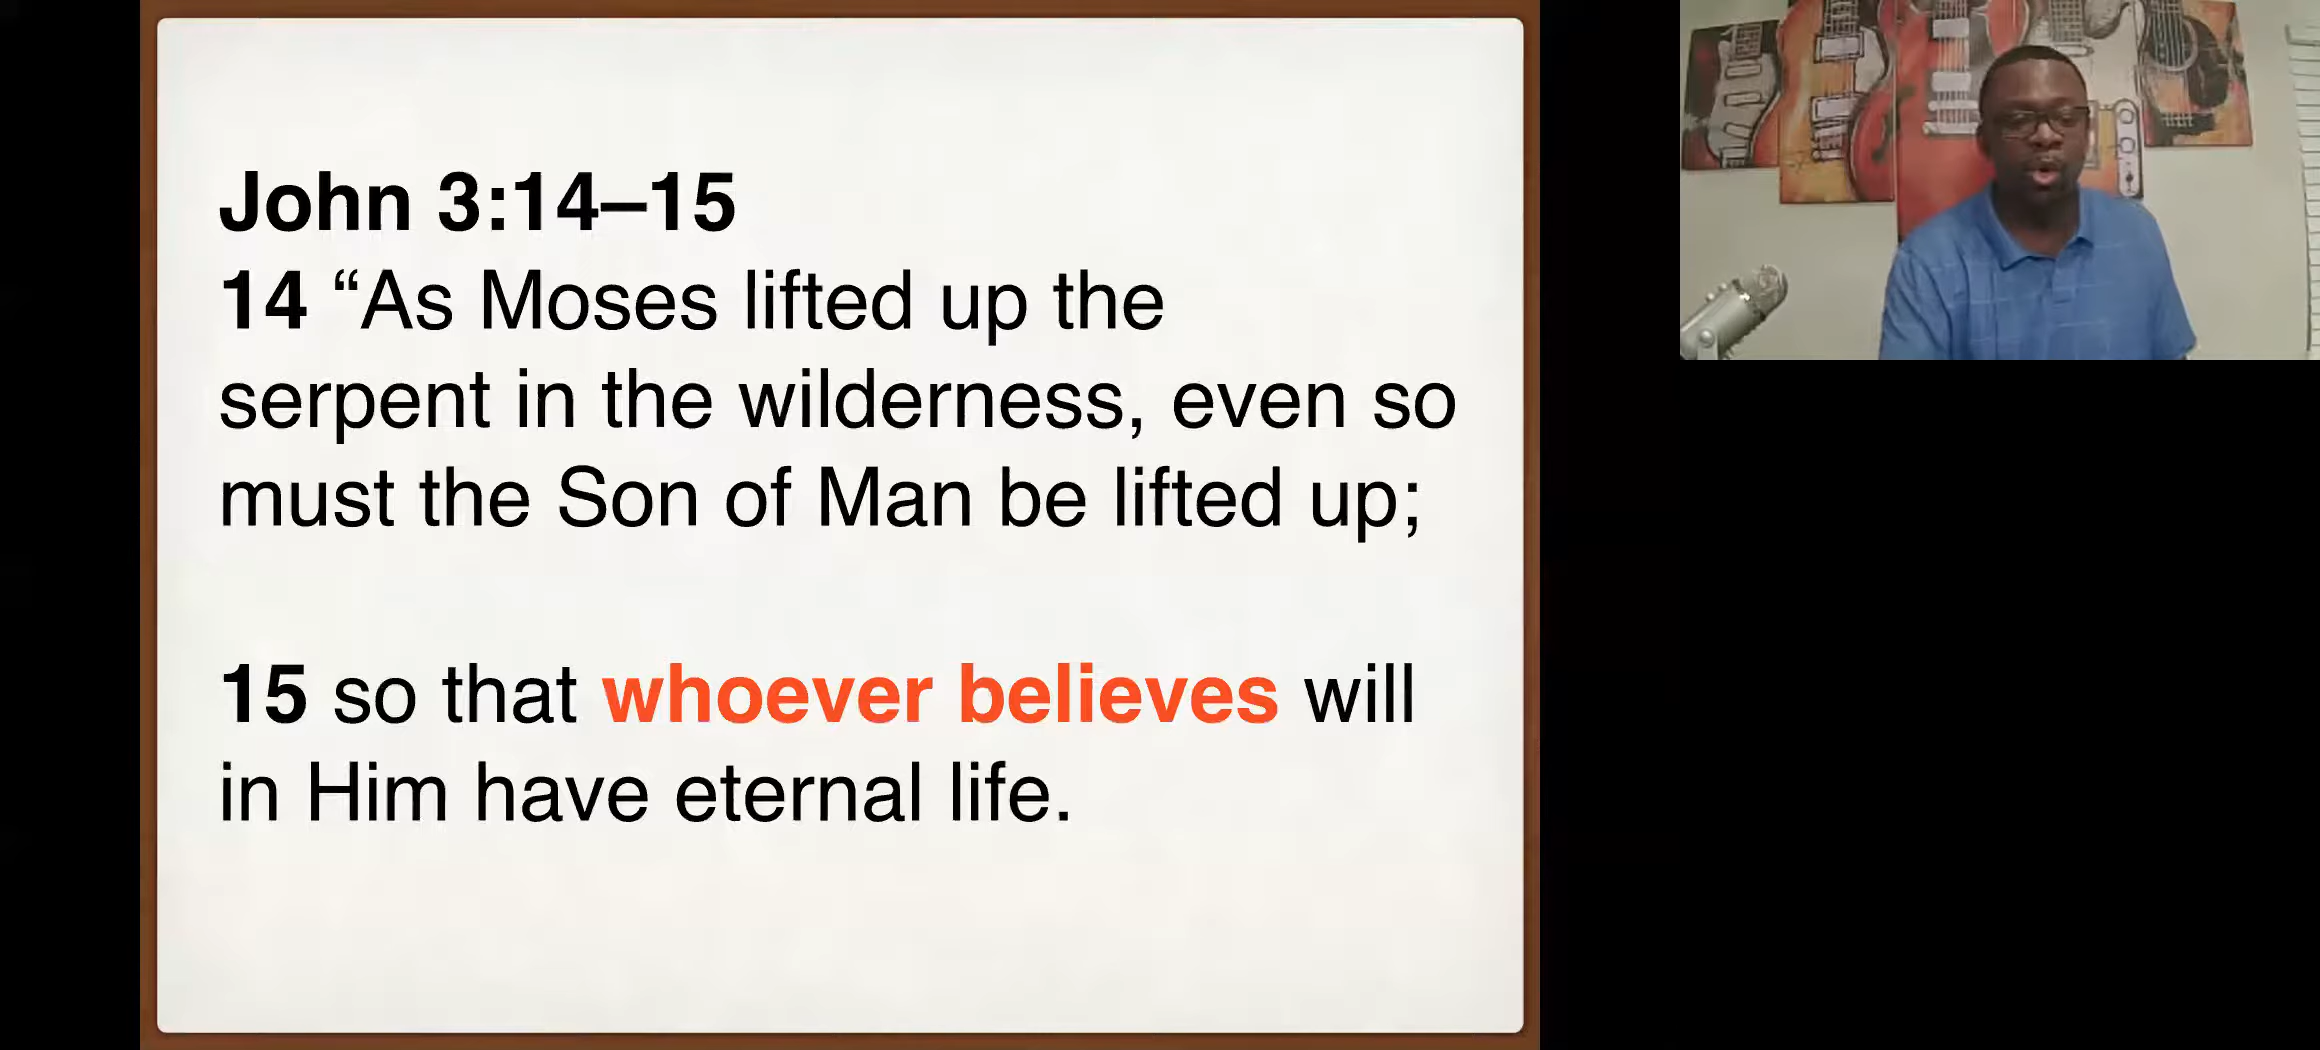 John 3:14–15
14 “As Moses lifted up the
serpent in the wilderness, even so
must the Son of Man be lifted up;
15 so that whoever believes will
in Him have eternal life.